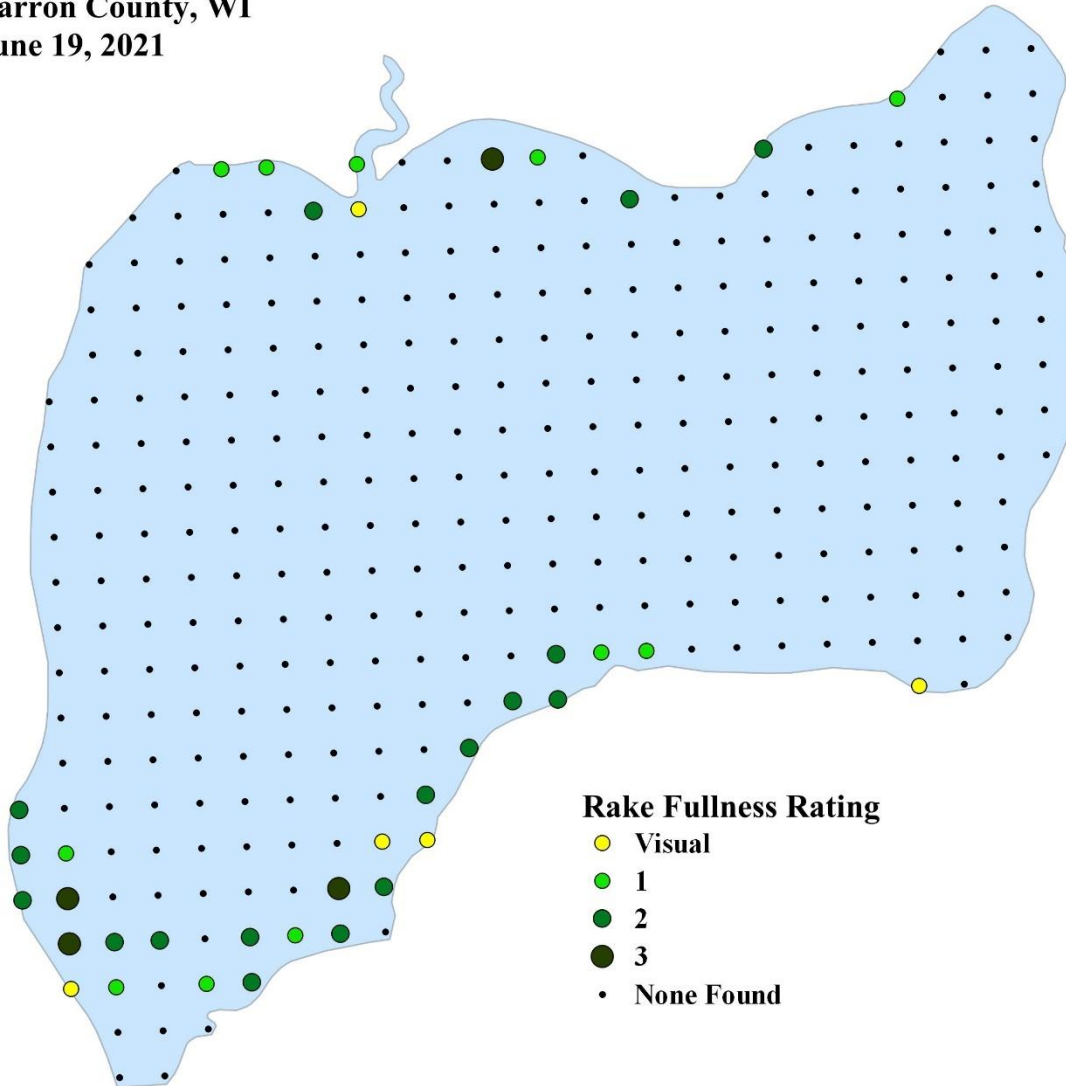 arron County, WI
une 19, 2021
Rake Fullness Rating
Visual
1
2
3
None Found